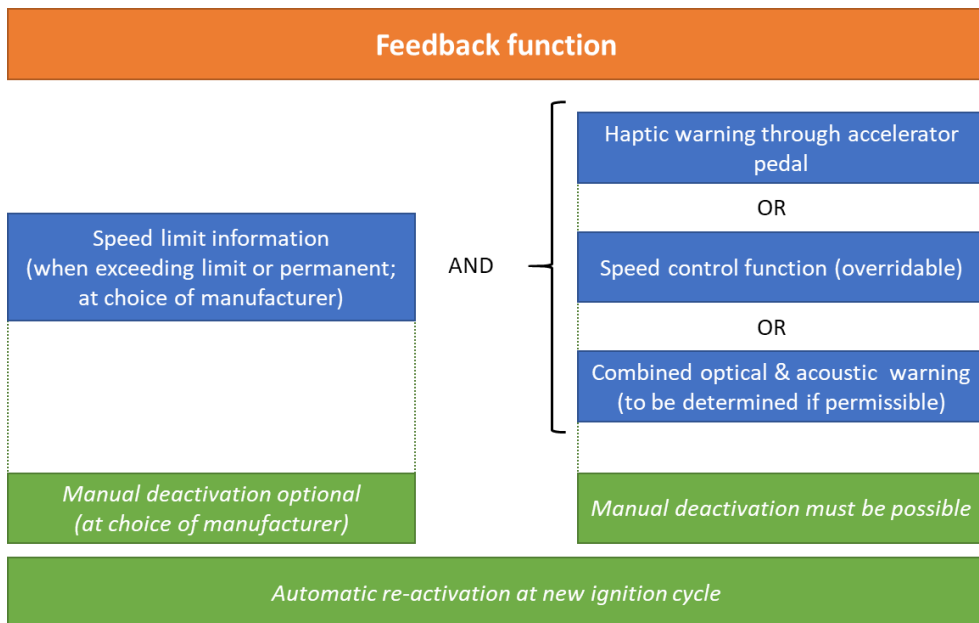 Feedback function
Speed limit information
(when exceeding limit or permanent;
at choice of manufacturer)
AND
Haptic warning through accelerator
pedal
OR
Speed control function (overridable)
OR
Combined optical & acoustic warning
(to be determined if permissible)
Manual deactivation optional
(at choice of manufacturer)
Manual deactivation must be possible
Automatic re-activation at new ignition cycle